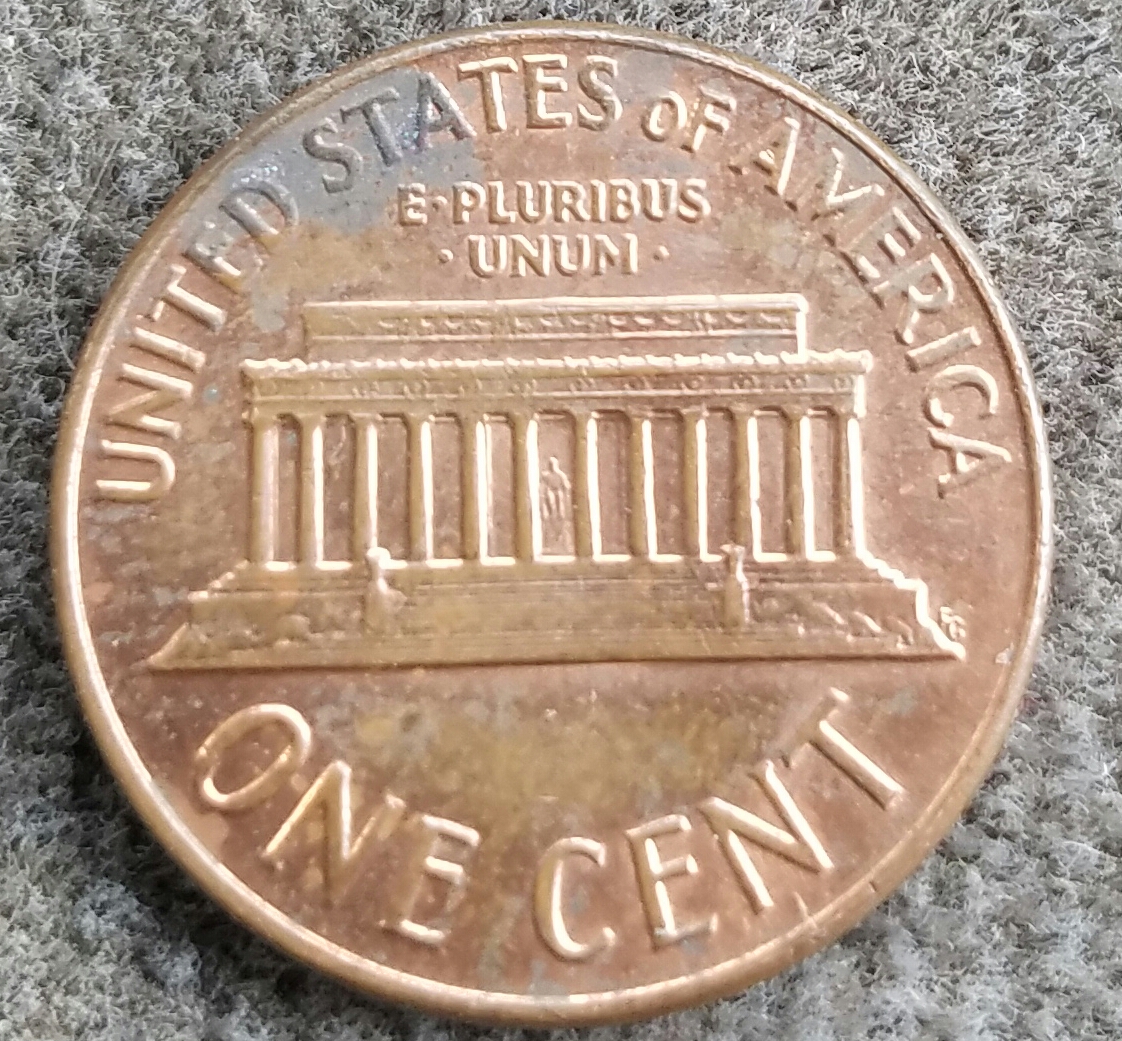 UNITED STATES oF AMERICA
E·PLURIBUS
·UNUM·
ONE CENT